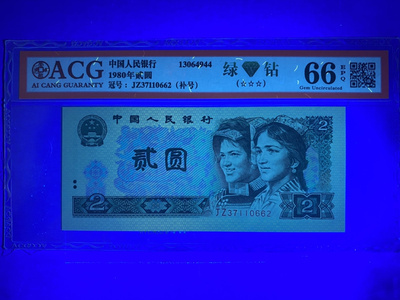 ACG
AI CANG GUARANTY
中国人民银行 13064944
1980年贰圆
冠号：JZ37110662（补号）
绿 钻
(☆☆☆)
66 EPQ
Gem Uncirculated
中国人民银行
2
贰圆
JZ37110662
2
2